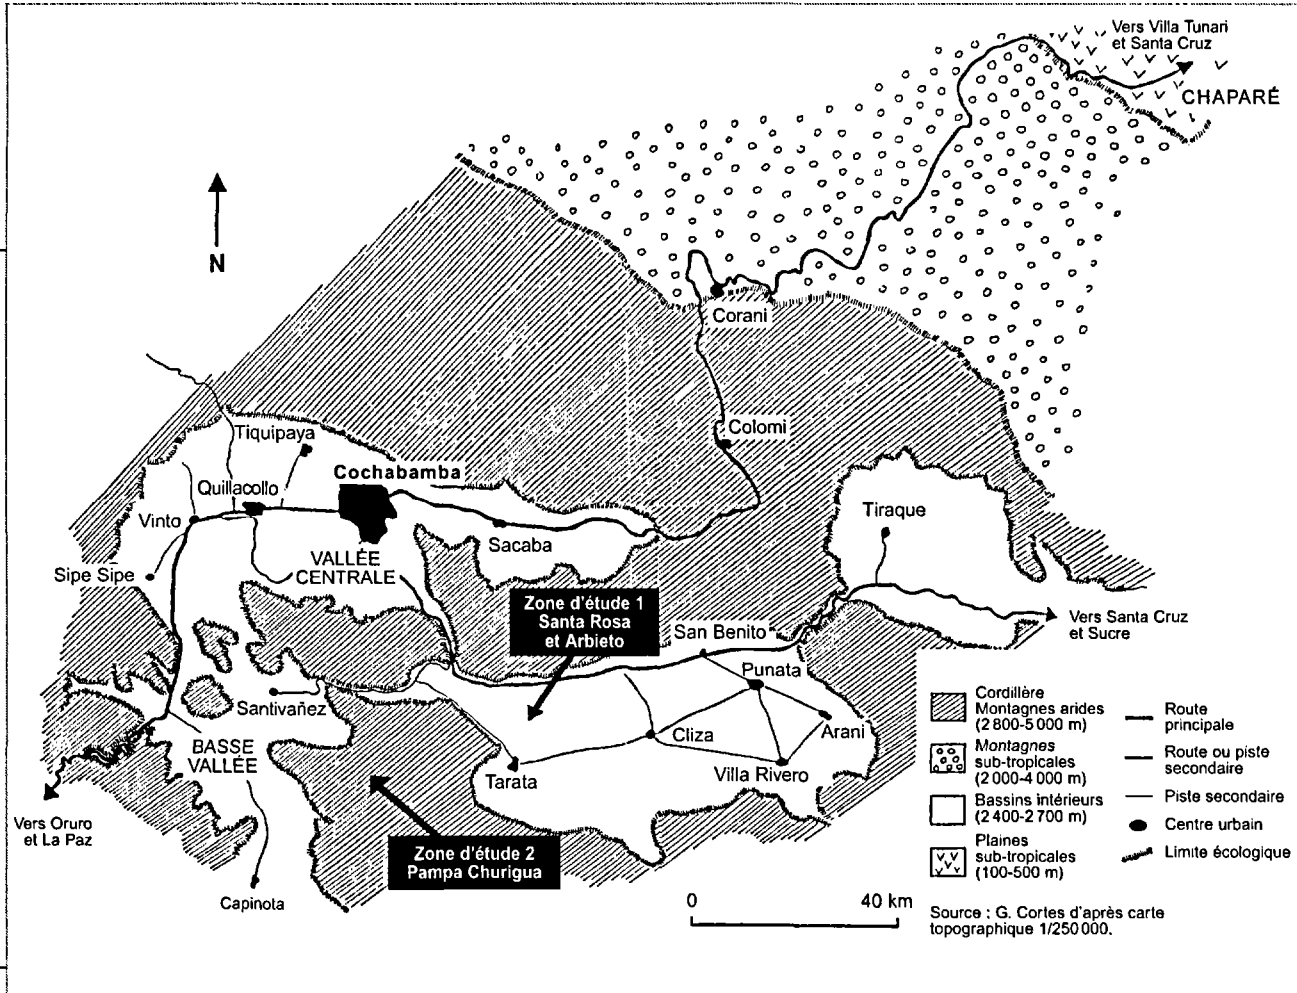 Vers Villa Tunari
et Santa Cruz
CHAPARÉ
N
Corani
Colomi
Tiquipaya
Cochabamba
Quillacollo
Vinto
Sacaba
Tiraque
VALLÉE
CENTRALE
Sipe Sipe
Zone d'étude 1
Santa Rosa
et Arbieto
San Benito
Vers Santa Cruz
et Sucre
Punata
Santivañez
Arani
Cliza
BASSE
VALLÉE
Tarata
Villa Rivero
Vers Oruro
et La Paz
Zone d'étude 2
Pampa Churigua
Capinota
0 40 km
Cordillère
Montagnes arides
(2 800-5 000 m)
Montagnes
sub-tropicales
(2 000-4 000 m)
Bassins intérieurs
(2 400-2 700 m)
Plaines
sub-tropicales
(100-500 m)
Route
principale
Route ou piste
secondaire
Piste secondaire
Centre urbain
Limite écologique
Source : G. Cortes d'après carte
topographique 1/250 000.